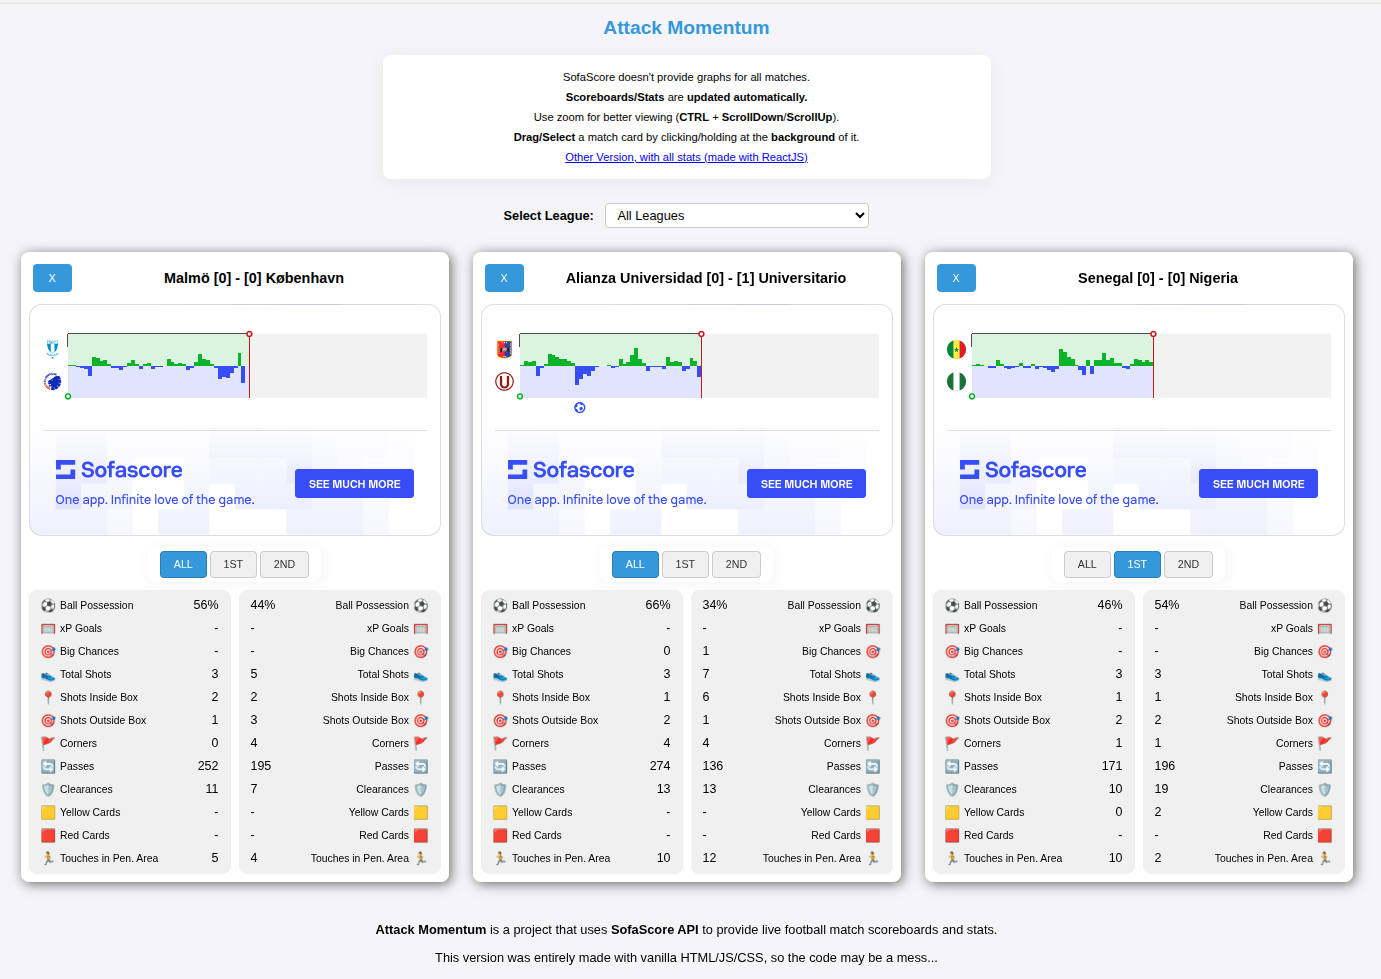 Attack Momentum
SofaScore doesn't provide graphs for all matches.
Scoreboards/Stats are updated automatically.
Use zoom for better viewing (CTRL + ScrollDown/ScrollUp).
Drag/Select a match card by clicking/holding at the background of it.
Other Version, with all stats (made with ReactJS)
Select League: All Leagues
X Malmö [0] - [0] København
Sofascore
One app. Infinite love of the game.
SEE MUCH MORE
ALL 1ST 2ND
Ball Possession 56% 44% Ball Possession
xP Goals - - xP Goals
Big Chances - - Big Chances
Total Shots 3 5 Total Shots
Shots Inside Box 2 2 Shots Inside Box
Shots Outside Box 1 3 Shots Outside Box
Corners 0 4 Corners
Passes 252 195 Passes
Clearances 11 7 Clearances
Yellow Cards - - Yellow Cards
Red Cards - - Red Cards
Touches in Pen. Area 5 4 Touches in Pen. Area
X Alianza Universidad [0] - [1] Universitario
Sofascore
One app. Infinite love of the game.
SEE MUCH MORE
ALL 1ST 2ND
Ball Possession 66% 34% Ball Possession
xP Goals - - xP Goals
Big Chances 0 1 Big Chances
Total Shots 3 7 Total Shots
Shots Inside Box 1 6 Shots Inside Box
Shots Outside Box 2 1 Shots Outside Box
Corners 4 4 Corners
Passes 274 136 Passes
Clearances 13 13 Clearances
Yellow Cards - - Yellow Cards
Red Cards - - Red Cards
Touches in Pen. Area 10 12 Touches in Pen. Area
X Senegal [0] - [0] Nigeria
Sofascore
One app. Infinite love of the game.
SEE MUCH MORE
ALL 1ST 2ND
Ball Possession 46% 54% Ball Possession
xP Goals - - xP Goals
Big Chances - - Big Chances
Total Shots 3 3 Total Shots
Shots Inside Box 1 1 Shots Inside Box
Shots Outside Box 2 2 Shots Outside Box
Corners 1 1 Corners
Passes 171 196 Passes
Clearances 10 19 Clearances
Yellow Cards 0 2 Yellow Cards
Red Cards - - Red Cards
Touches in Pen. Area 10 2 Touches in Pen. Area
Attack Momentum is a project that uses SofaScore API to provide live football match scoreboards and stats.
This version was entirely made with vanilla HTML/JS/CSS, so the code may be a mess...